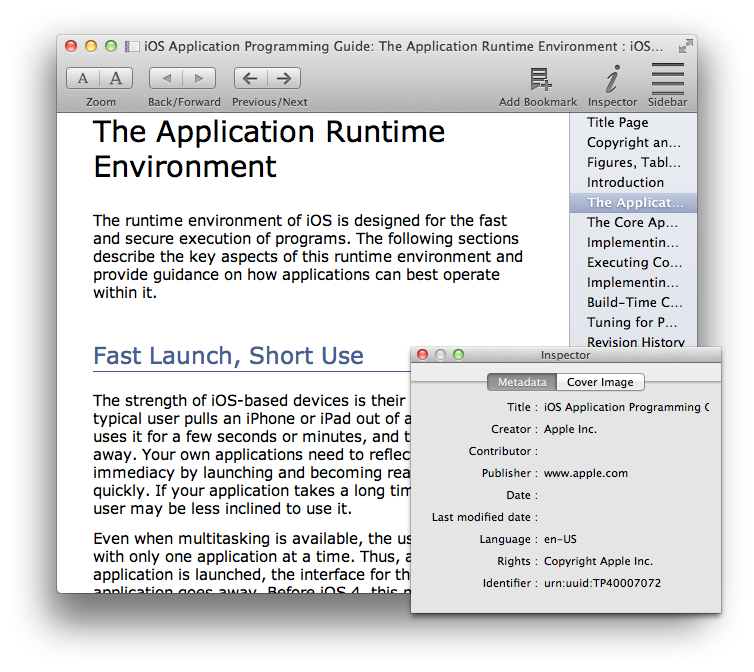 iOS Application Programming Guide: The Application Runtime Environment : iOS...
A A
Zoom
Back/Forward
Previous/Next
Add Bookmark
Inspector
Sidebar
The Application Runtime
Environment
The runtime environment of iOS is designed for the fast
and secure execution of programs. The following sections
describe the key aspects of this runtime environment and
provide guidance on how applications can best operate
within it.
Fast Launch, Short Use
The strength of iOS-based devices is their
typical user pulls an iPhone or iPad out of a
uses it for a few seconds or minutes, and t
away. Your own applications need to reflec
immediacy by launching and becoming rea
quickly. If your application takes a long tim
user may be less inclined to use it.
Even when multitasking is available, the us
with only one application at a time. Thus, a
application is launched, the interface for th
application goes away. Before iOS 4, this
Title Page
Copyright an...
Figures, Tabl...
Introduction
The Applicat...
The Core Ap...
Implementin...
Executing Co...
Implementin...
Build-Time C...
Tuning for P...
Revision History
Inspector
Metadata
Cover Image
Title : iOS Application Programming G
Creator : Apple Inc.
Contributor :
Publisher : www.apple.com
Date :
Last modified date :
Language : en-US
Rights : Copyright Apple Inc.
Identifier : urn:uuid:TP40007072